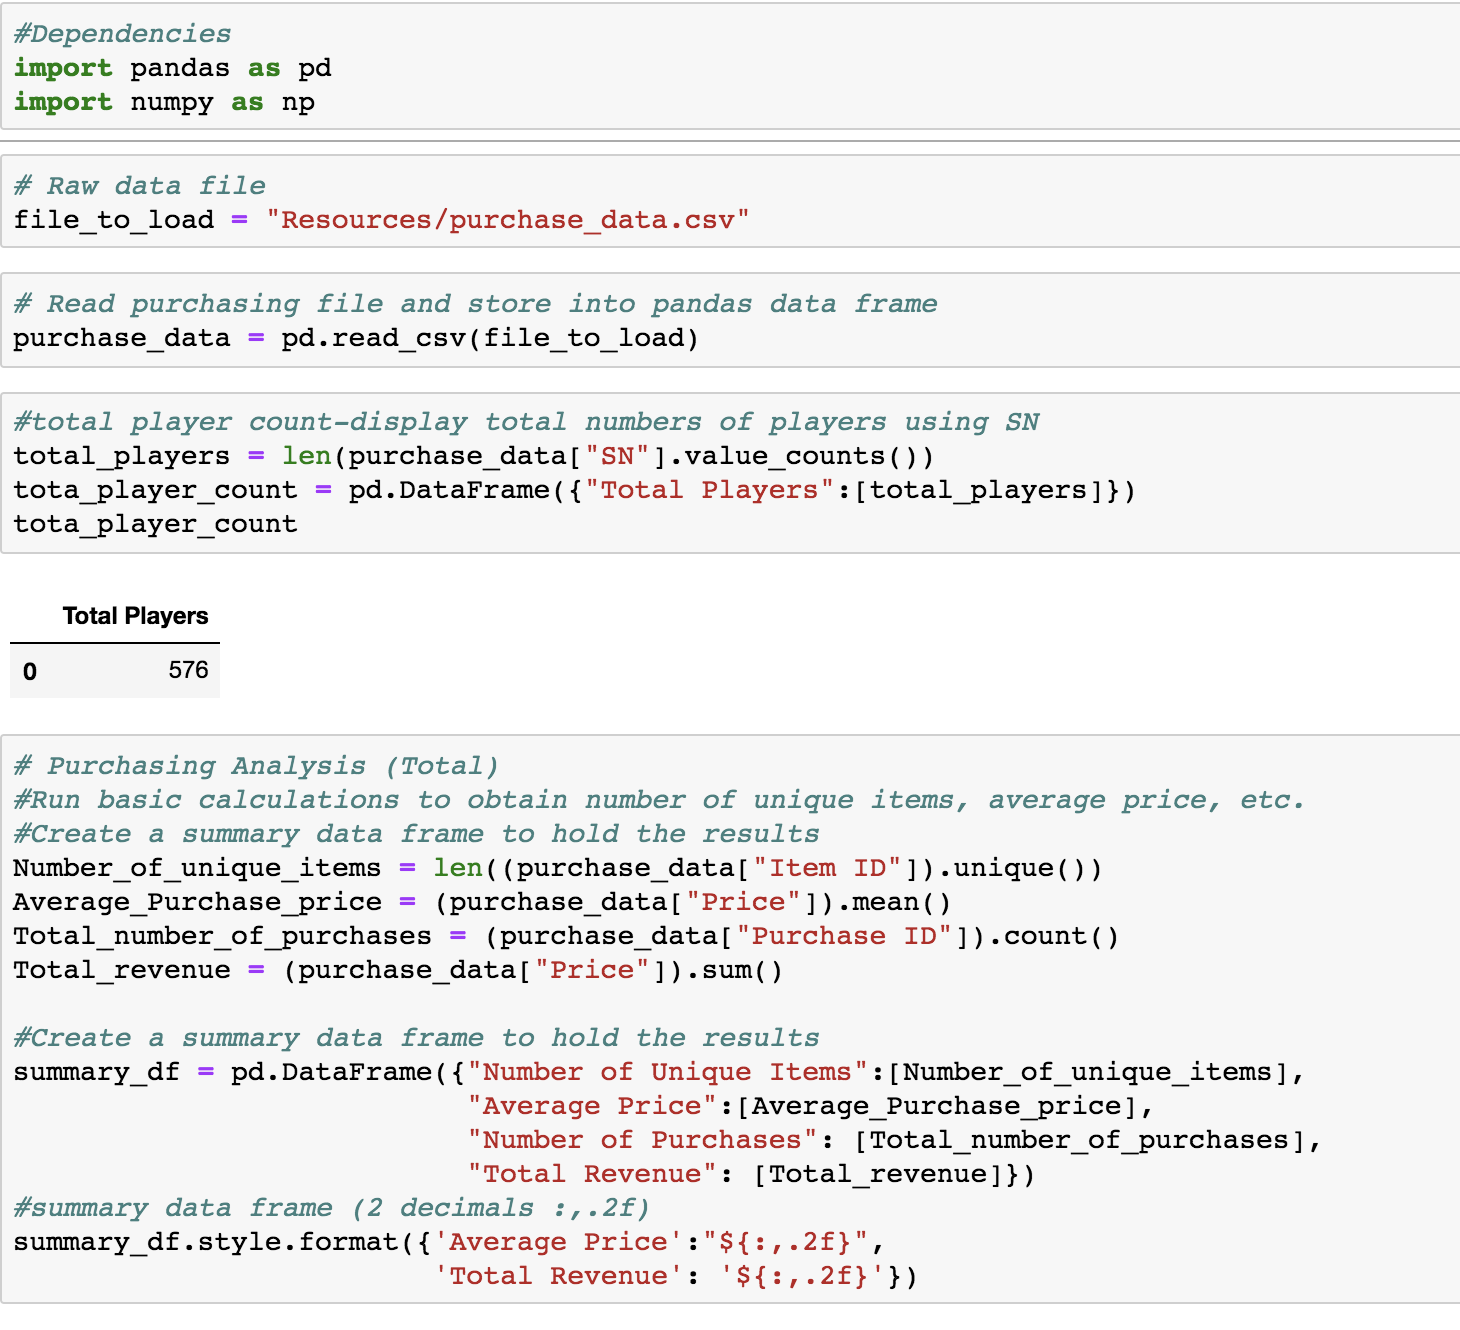 #Dependencies
import pandas as pd
import numpy as np
# Raw data file
file_to_load = "Resources/purchase_data.csv"
# Read purchasing file and store into pandas data frame
purchase_data = pd.read_csv(file_to_load)
#total player count-display total numbers of players using SN
total_players = len(purchase_data["SN"].value_counts())
tota_player_count = pd.DataFrame({"Total Players":[total_players]})
tota_player_count
Total Players
0 576
# Purchasing Analysis (Total)
#Run basic calculations to obtain number of unique items, average price, etc.
#Create a summary data frame to hold the results
Number_of_unique_items = len((purchase_data["Item ID"]).unique())
Average_Purchase_price = (purchase_data["Price"]).mean()
Total_number_of_purchases = (purchase_data["Purchase ID"]).count()
Total_revenue = (purchase_data["Price"]).sum()
#Create a summary data frame to hold the results
summary_df = pd.DataFrame({"Number of Unique Items":[Number_of_unique_items],
"Average Price":[Average_Purchase_price],
"Number of Purchases": [Total_number_of_purchases],
"Total Revenue": [Total_revenue]})
#summary data frame (2 decimals :,.2f)
summary_df.style.format({'Average Price':"${:,.2f}",
'Total Revenue': '${:,.2f}'})